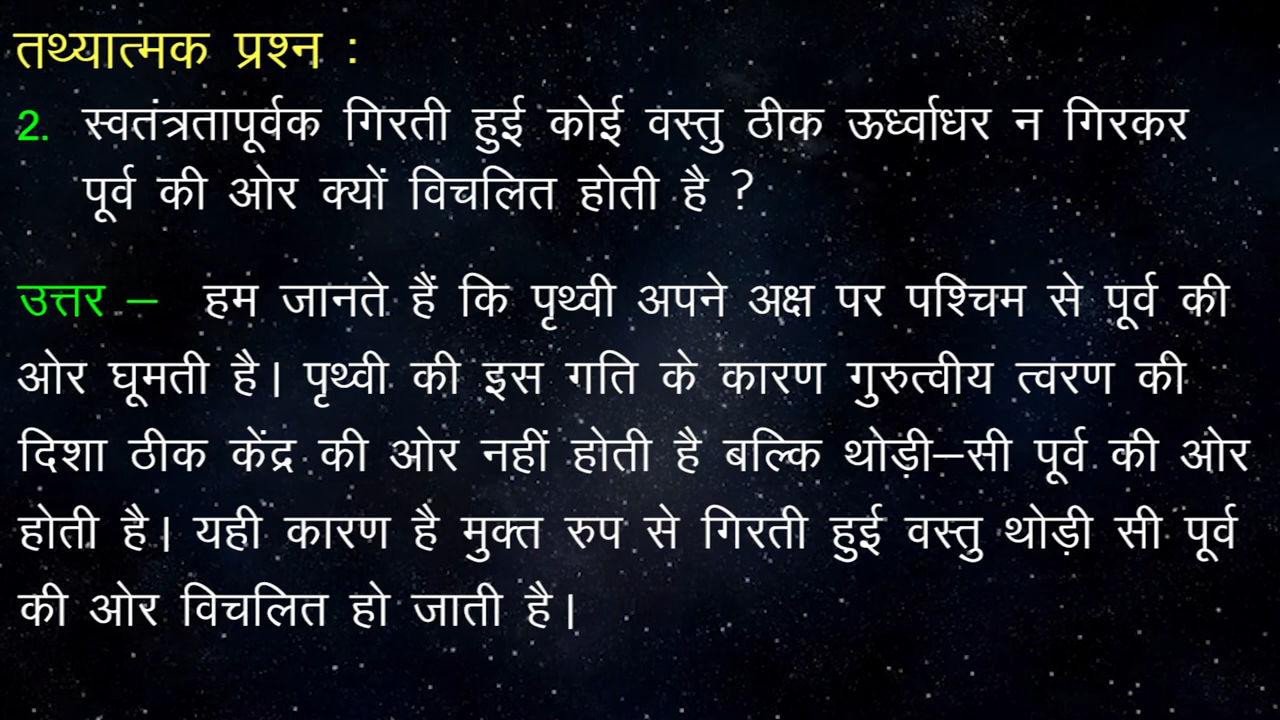 तथ्यात्मक प्रश्न :
2. स्वतंत्रतापूर्वक गिरती हुई कोई वस्तु ठीक ऊर्ध्वाधर न गिरकर
पूर्व की ओर क्यों विचलित होती है ?
उत्तर – हम जानते हैं कि पृथ्वी अपने अक्ष पर पश्चिम से पूर्व की
ओर घूमती है। पृथ्वी की इस गति के कारण गुरुत्वीय त्वरण की
दिशा ठीक केंद्र की ओर नहीं होती है बल्कि थोड़ी–सी पूर्व की ओर
होती है। यही कारण है मुक्त रुप से गिरती हुई वस्तु थोड़ी सी पूर्व
की ओर विचलित हो जाती है।